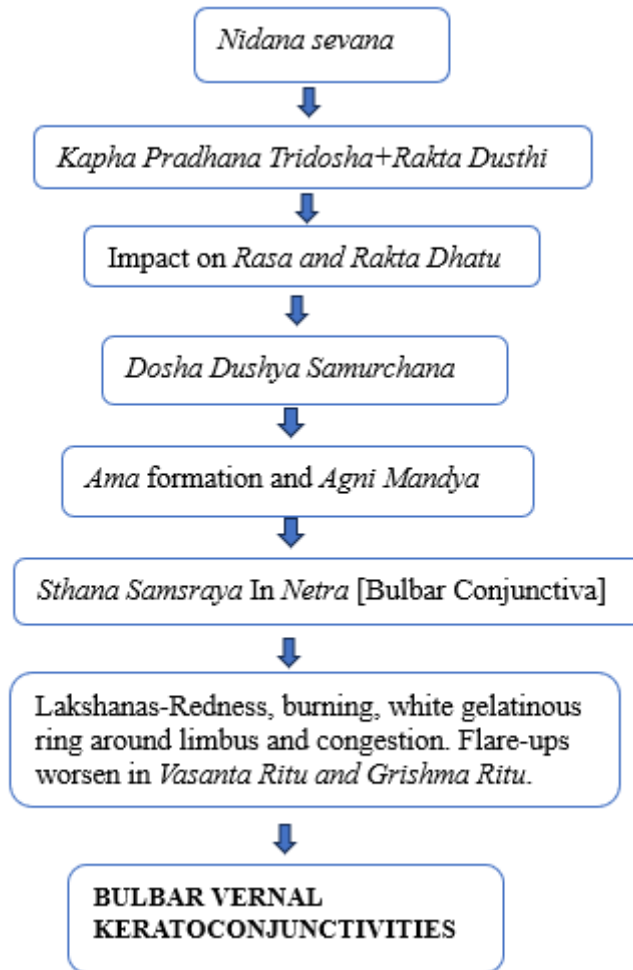 Nidana sevana
Kapha Pradhana Tridosha+Rakta Dusthi
Impact on Rasa and Rakta Dhatu
Dosha Dushya Samurchana
Ama formation and Agni Mandya
Sthana Samsraya In Netra [Bulbar Conjunctiva]
Lakshanas-Redness, burning, white gelatinous
ring around limbus and congestion. Flare-ups
worsen in Vasanta Ritu and Grishma Ritu.
BULBAR VERNAL
KERATOCONJUNCTIVITIES